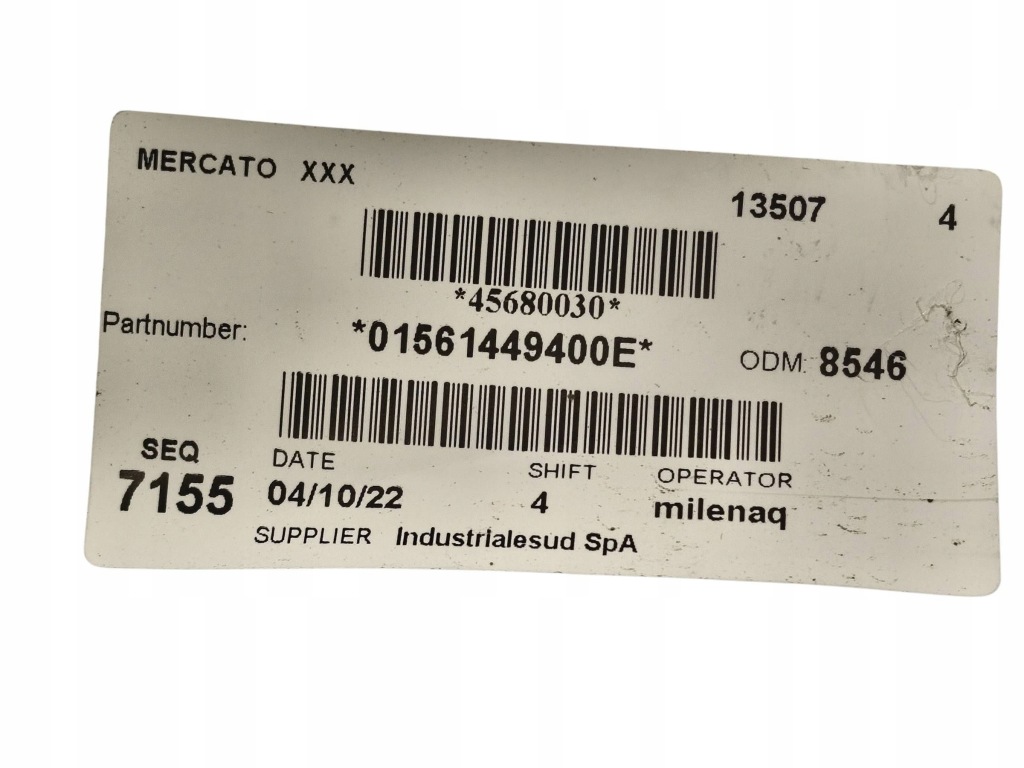 MERCATO XXX
13507 4
*45680030*
Partnumber: *01561449400E* ODM: 8546
SEQ DATE SHIFT OPERATOR
7155 04/10/22 4 milenaq
SUPPLIER Industrialesud SpA